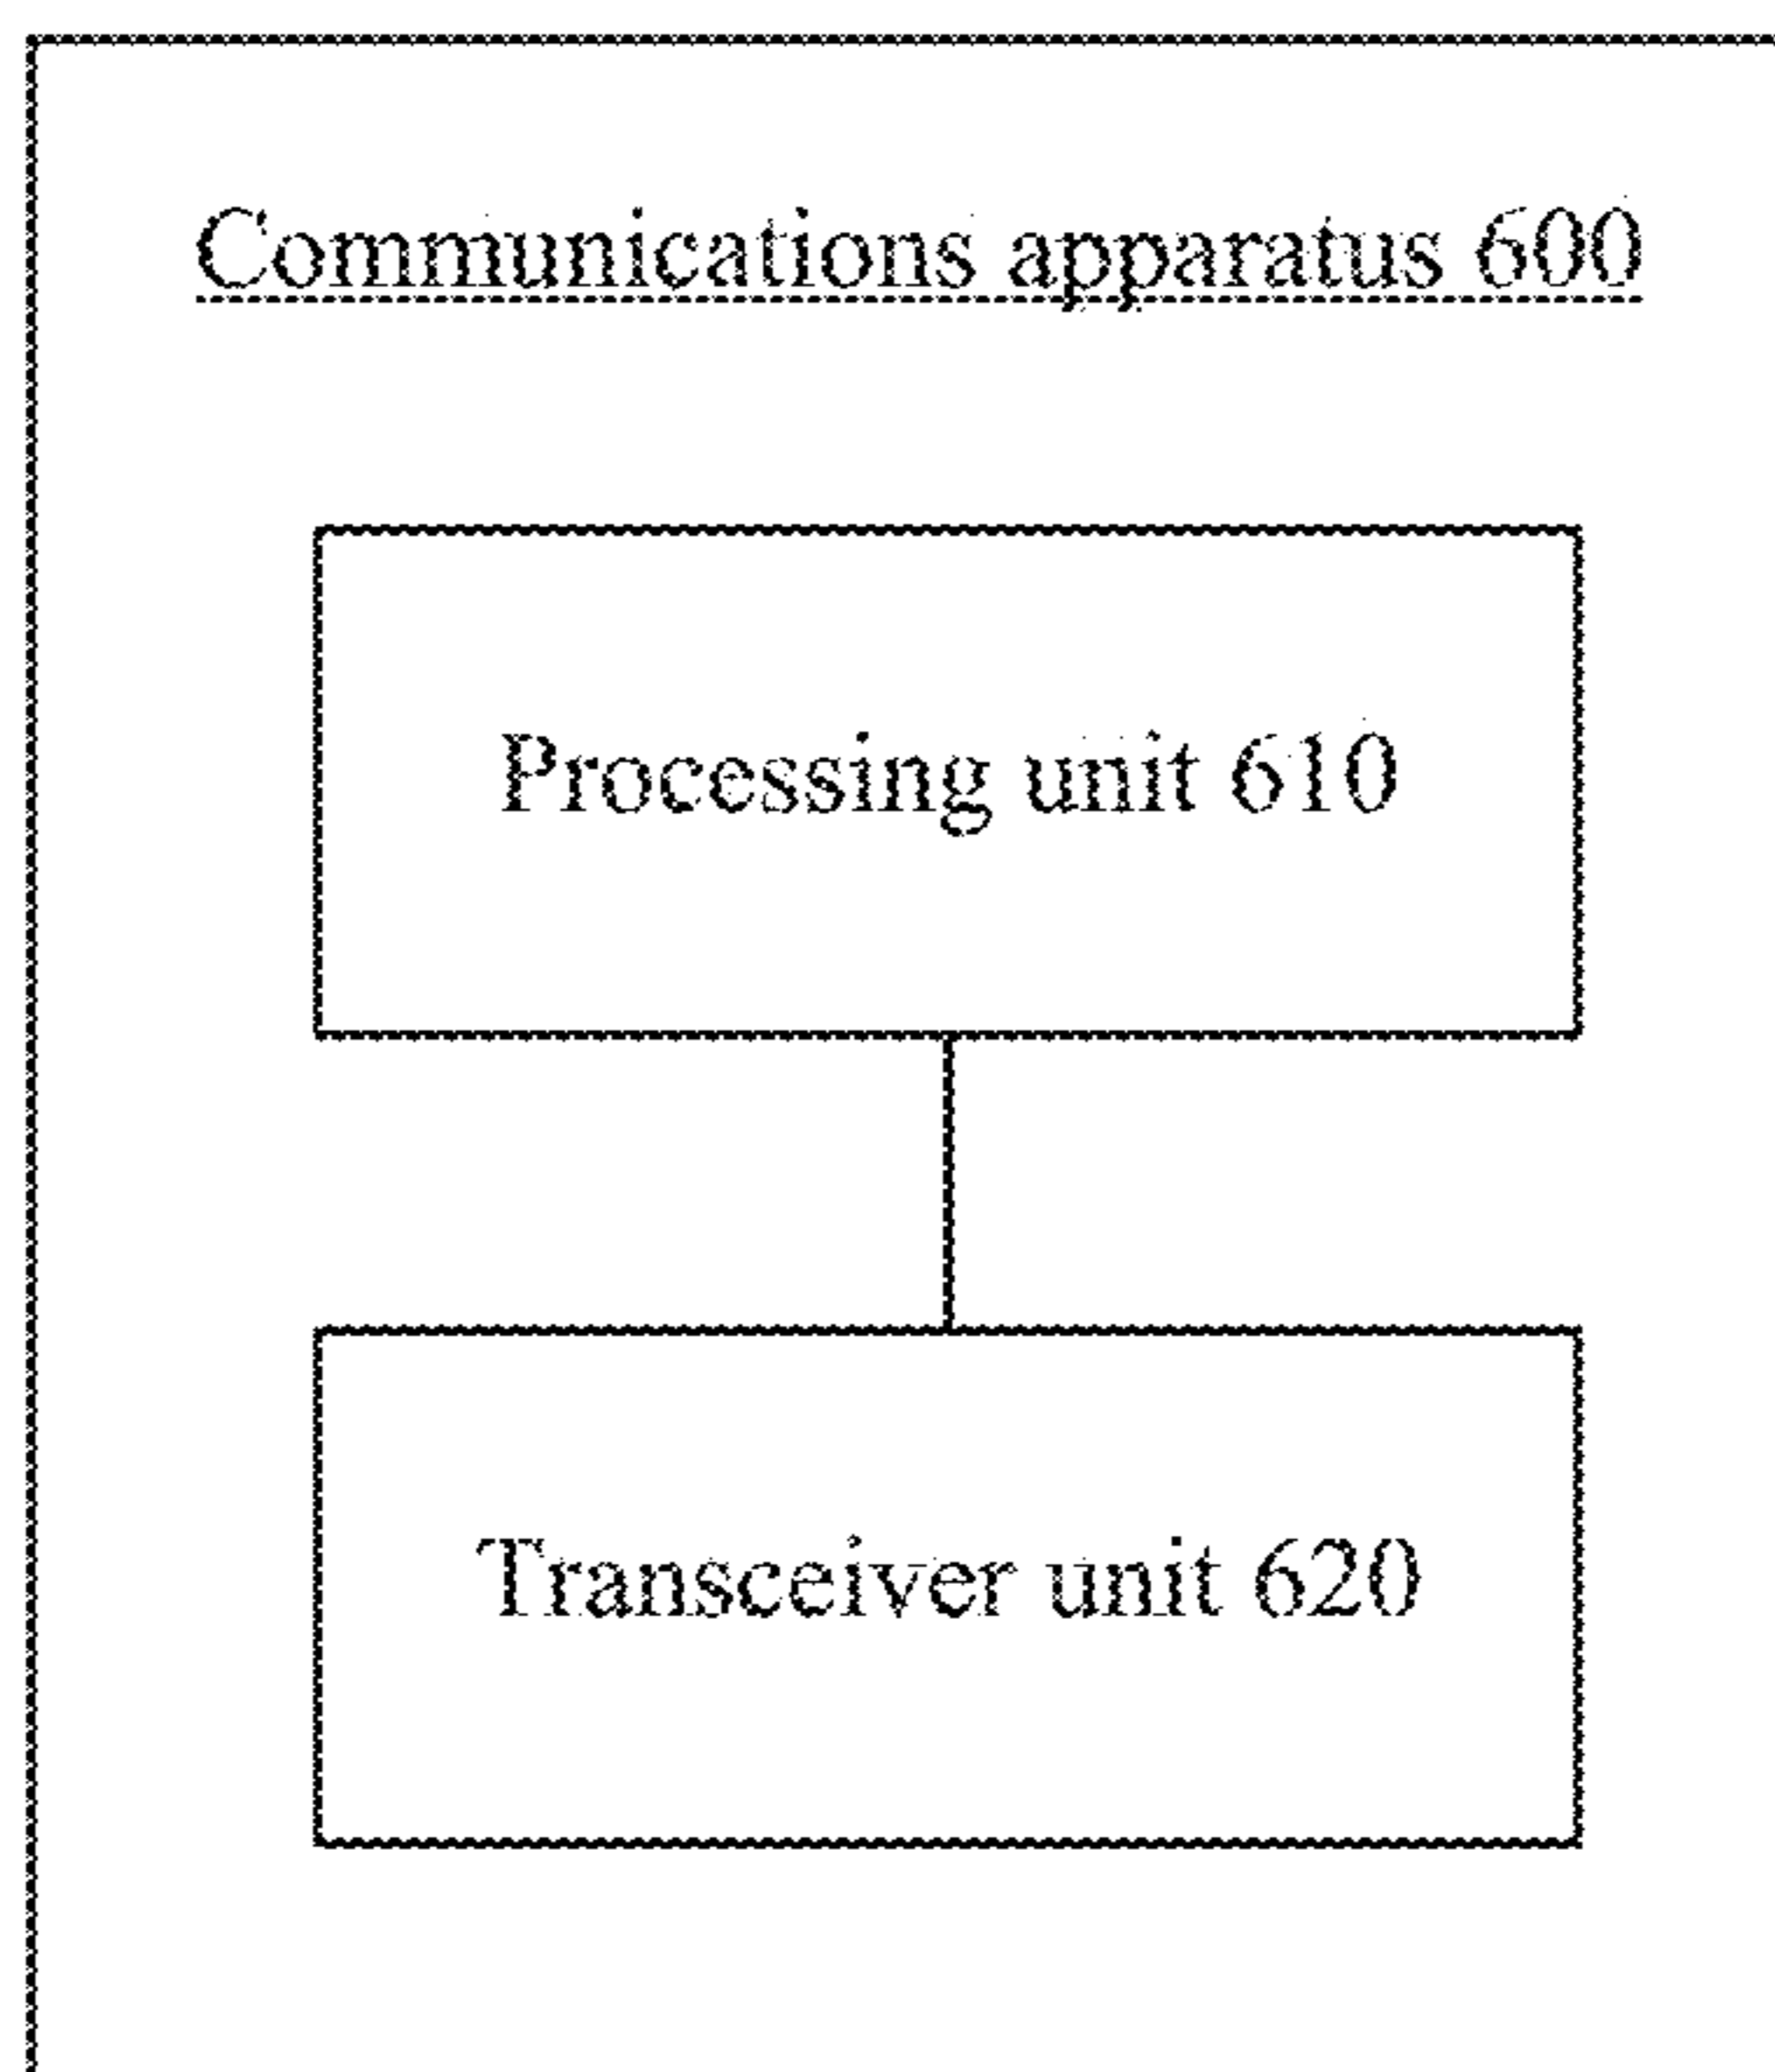 Communications apparatus 600
Processing unit 610
Transceiver unit 620